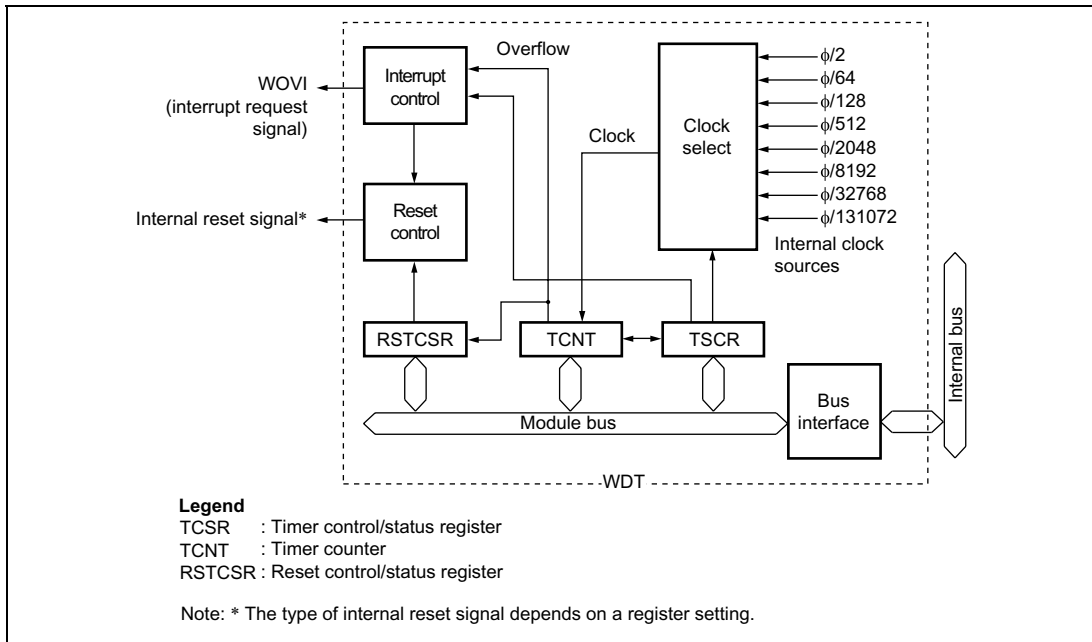 Overflow
Interrupt
control
WOVI
(interrupt request
signal)
Internal reset signal*
Reset
control
Clock
Clock
select
ϕ/2
ϕ/64
ϕ/128
ϕ/512
ϕ/2048
ϕ/8192
ϕ/32768
ϕ/131072
Internal clock
sources
RSTCSR
TCNT
TSCR
Module bus
Bus
interface
Internal bus
WDT
Legend
TCSR : Timer control/status register
TCNT : Timer counter
RSTCSR : Reset control/status register
Note: * The type of internal reset signal depends on a register setting.